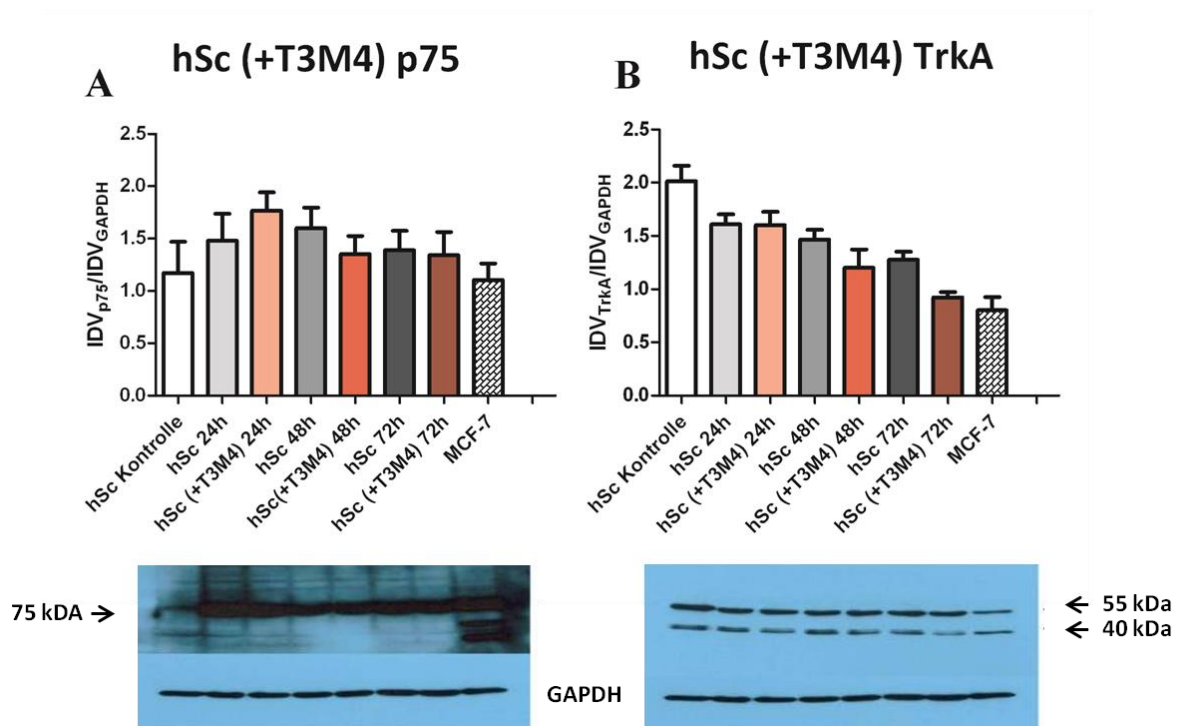 hSc (+T3M4) p75
A
2.5
2.0
1.5
1.0
0.5
0.0
IDVp75/IDVGAPDH
hSc Kontrolle
hSc 24h
hSc (+T3M4) 24h
hSc 48h
hSc(+T3M4) 48h
hSc 72h
hSc (+T3M4) 72h
MCF-7
hSc (+T3M4) TrkA
B
2.5
2.0
1.5
1.0
0.5
0.0
IDVTrkA/IDVGAPDH
hSc Kontrolle
hSc 24h
hSc (+T3M4) 24h
hSc 48h
hSc (+T3M4) 48h
hSc 72h
hSc (+T3M4) 72h
MCF-7
75 kDA →
← 55 kDa
← 40 kDa
GAPDH